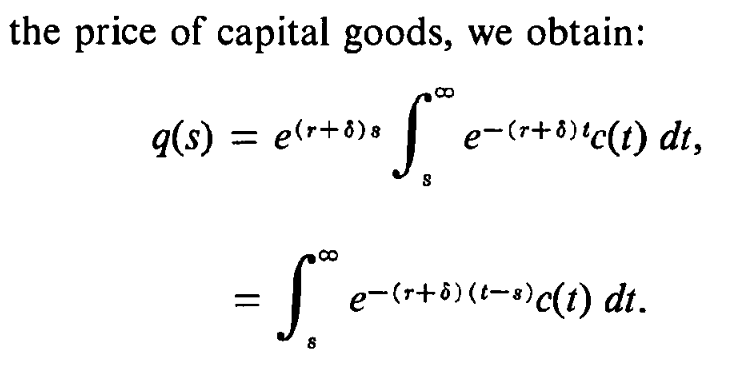 the price of capital goods, we obtain:
q(s) = e^{(r+δ)s} ∫_s^∞ e^{-(r+δ)t}c(t) dt,
= ∫_s^∞ e^{-(r+δ)(t-s)}c(t) dt.